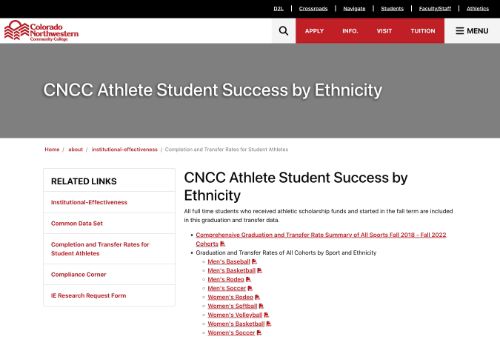 D2L
Crossroads
Navigate
Students
Faculty/Staff
Athletics
Colorado
Northwestern
Community College
APPLY
INFO.
VISIT
TUITION
MENU
CNCC Athlete Student Success by Ethnicity
Home / about / institutional-effectiveness / Completion and Transfer Rates for Student Athletes
RELATED LINKS
Institutional-Effectiveness
Common Data Set
Completion and Transfer Rates for
Student Athletes
Compliance Corner
IE Research Request Form
CNCC Athlete Student Success by
Ethnicity
All full time students who received athletic scholarship funds and started in the fall term are included
in this graduation and transfer data.
Comprehensive Graduation and Transfer Rate Summary of All Sports Fall 2018 - Fall 2022
Cohorts
Graduation and Transfer Rates of All Cohorts by Sport and Ethnicity
Men's Baseball
Men's Basketball
Men's Rodeo
Men's Soccer
Women's Rodeo
Women's Softball
Women's Volleyball
Women's Basketball
Women's Soccer